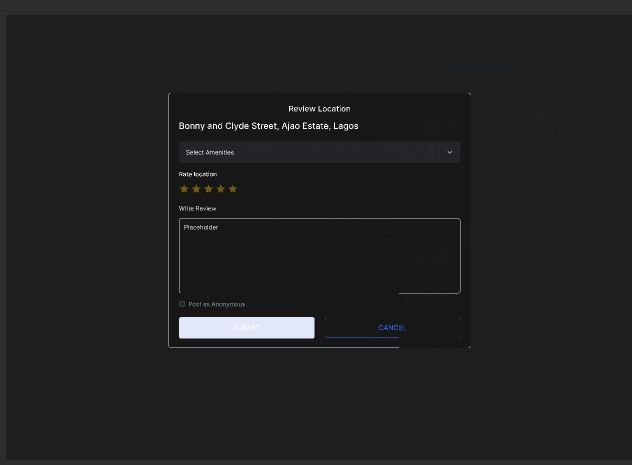 Review Location
Bonny and Clyde Street, Ajao Estate, Lagos
Select Amenities
Rate location
Write Review
Placeholder
Post as Anonymous
SUBMIT
CANCEL